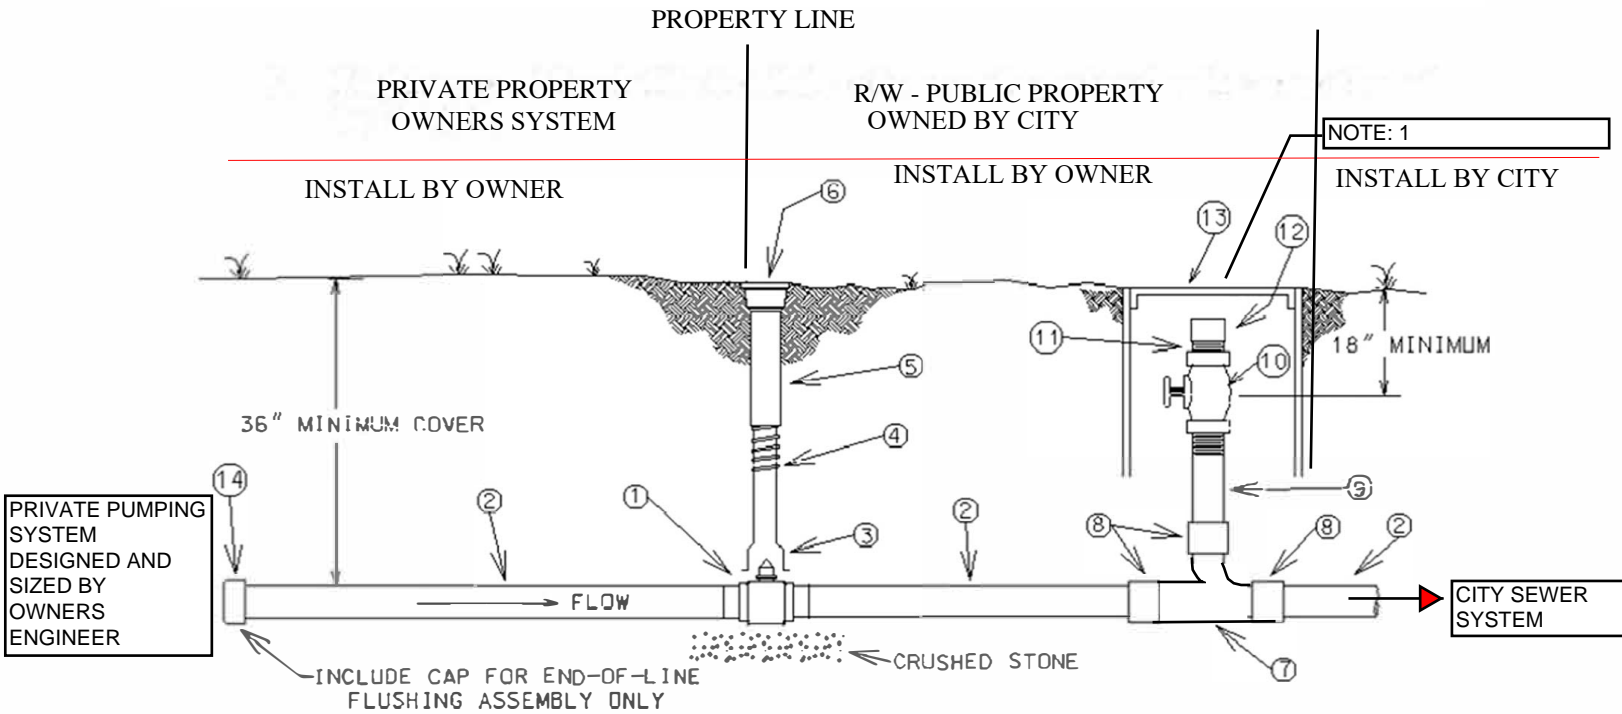 PROPERTY LINE
PRIVATE PROPERTY
OWNERS SYSTEM
R/W - PUBLIC PROPERTY
OWNED BY CITY
NOTE: 1
INSTALL BY OWNER
INSTALL BY OWNER
INSTALL BY CITY
6
13
12
11
10
18" MINIMUM
5
36" MINIMUM COVER
4
14
1
2
3
2
8
9
8
2
PRIVATE PUMPING
SYSTEM
DESIGNED AND
SIZED BY
OWNERS
ENGINEER
FLOW
CITY SEWER
SYSTEM
7
CRUSHED STONE
INCLUDE CAP FOR END-OF-LINE
FLUSHING ASSEMBLY ONLY